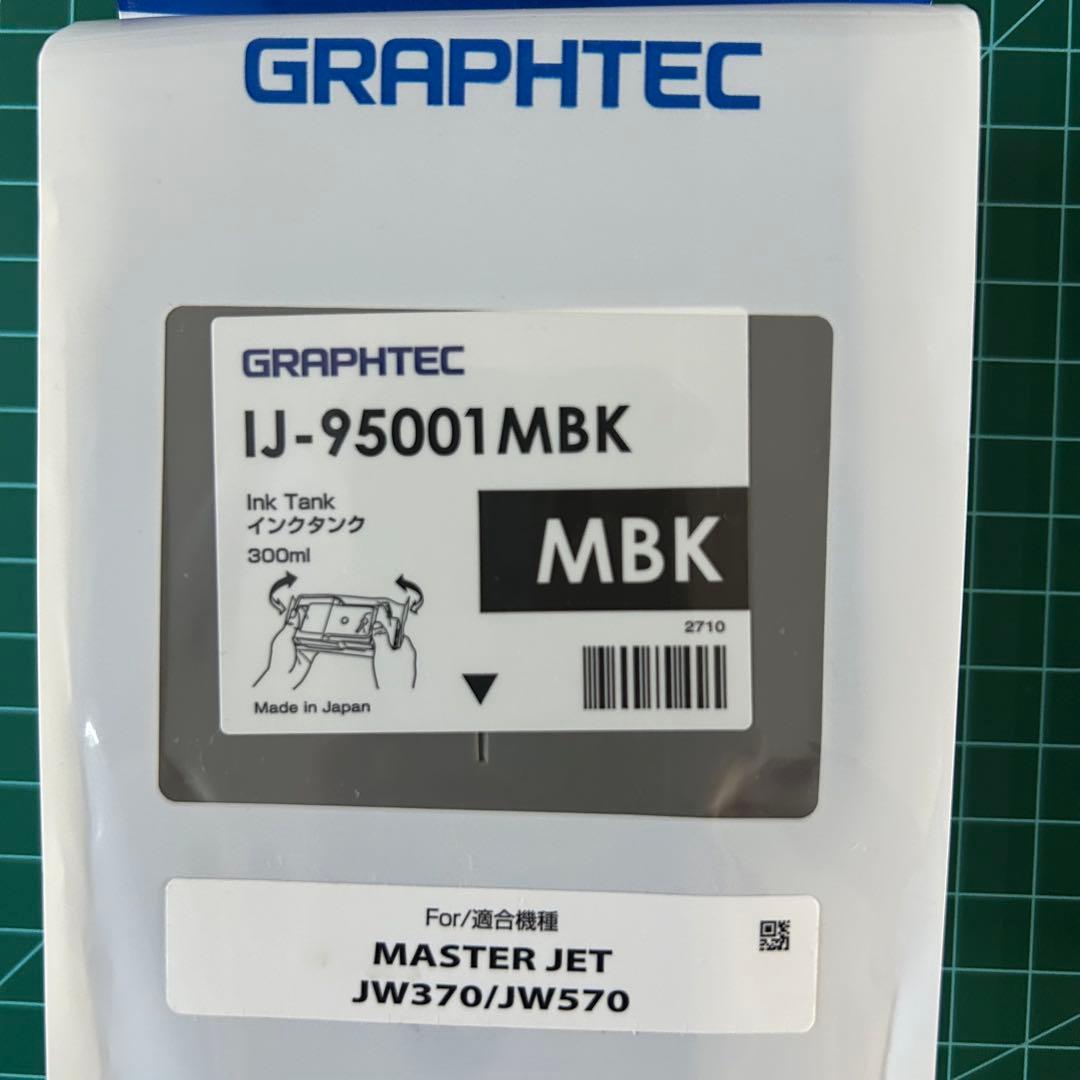 GRAPHTEC
GRAPHTEC
IJ-95001MBK
Ink Tank
インクタンク
300ml
MBK
2710
Made in Japan
For/適合機種
MASTER JET
JW370/JW570